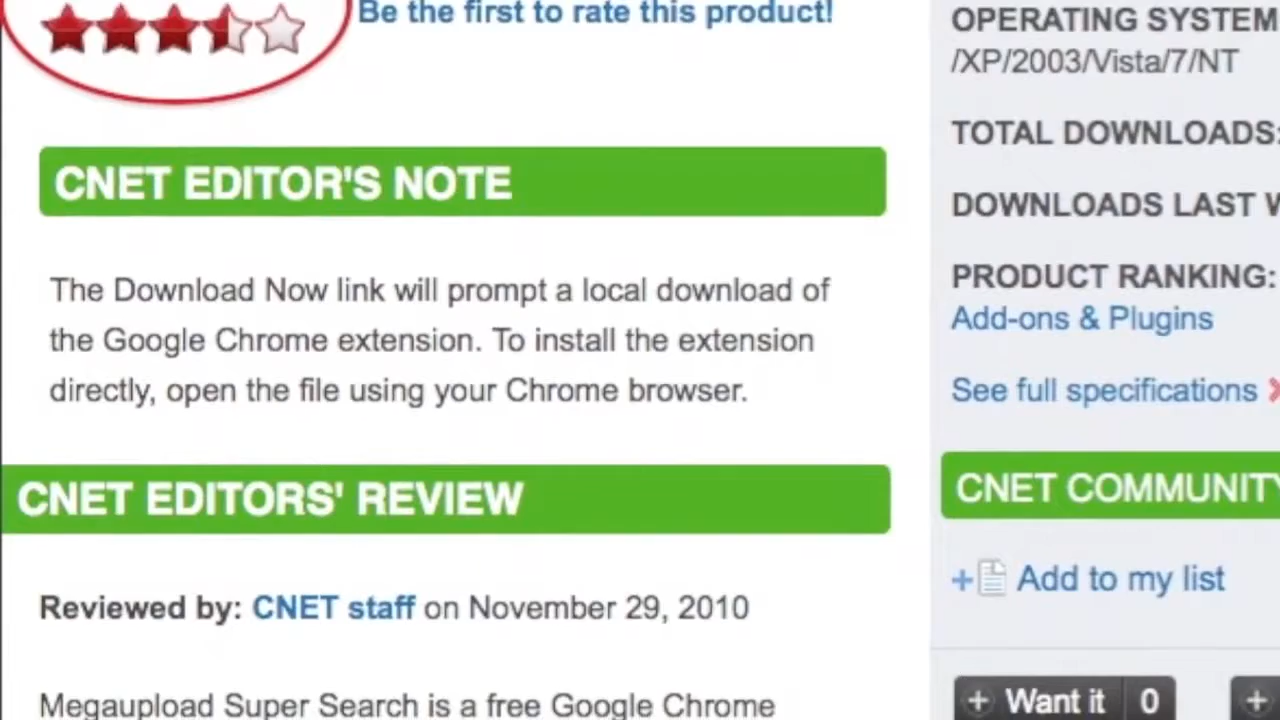 Be the first to rate this product!
CNET EDITOR'S NOTE
The Download Now link will prompt a local download of
the Google Chrome extension. To install the extension
directly, open the file using your Chrome browser.
CNET EDITORS' REVIEW
Reviewed by: CNET staff on November 29, 2010
Megaupload Super Search is a free Google Chrome
OPERATING SYSTEM
/XP/2003/Vista/7/NT
TOTAL DOWNLOADS:
DOWNLOADS LAST W
PRODUCT RANKING:
Add-ons & Plugins
See full specifications
CNET COMMUNITY
+ Add to my list
+ Want it 0
+